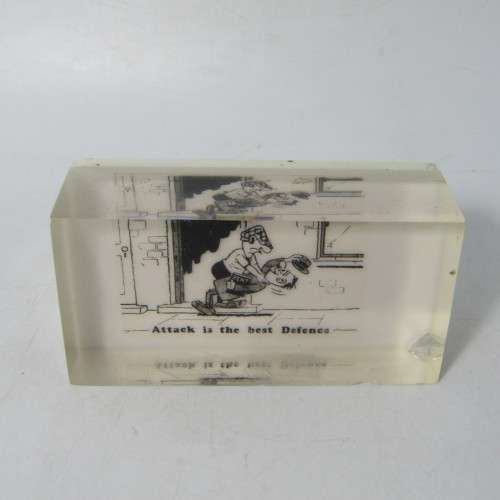 Attack is the best Defence